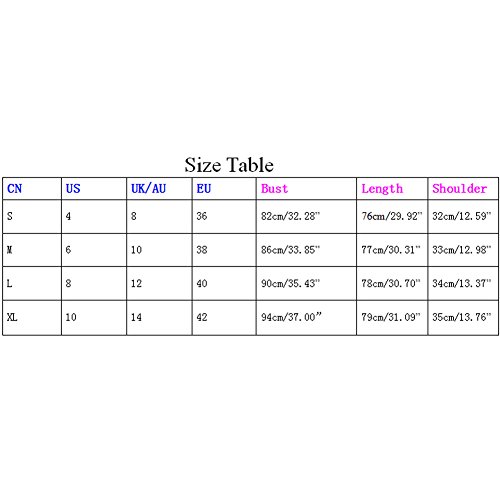 Size Table
CN US UK/AU EU Bust Length Shoulder
S 4 8 36 82cm/32.28" 76cm/29.92" 32cm/12.59"
M 6 10 38 86cm/33.85" 77cm/30.31" 33cm/12.98"
L 8 12 40 90cm/35.43" 78cm/30.70" 34cm/13.37"
XL 10 14 42 94cm/37.00” 79cm/31.09" 35cm/13.76"